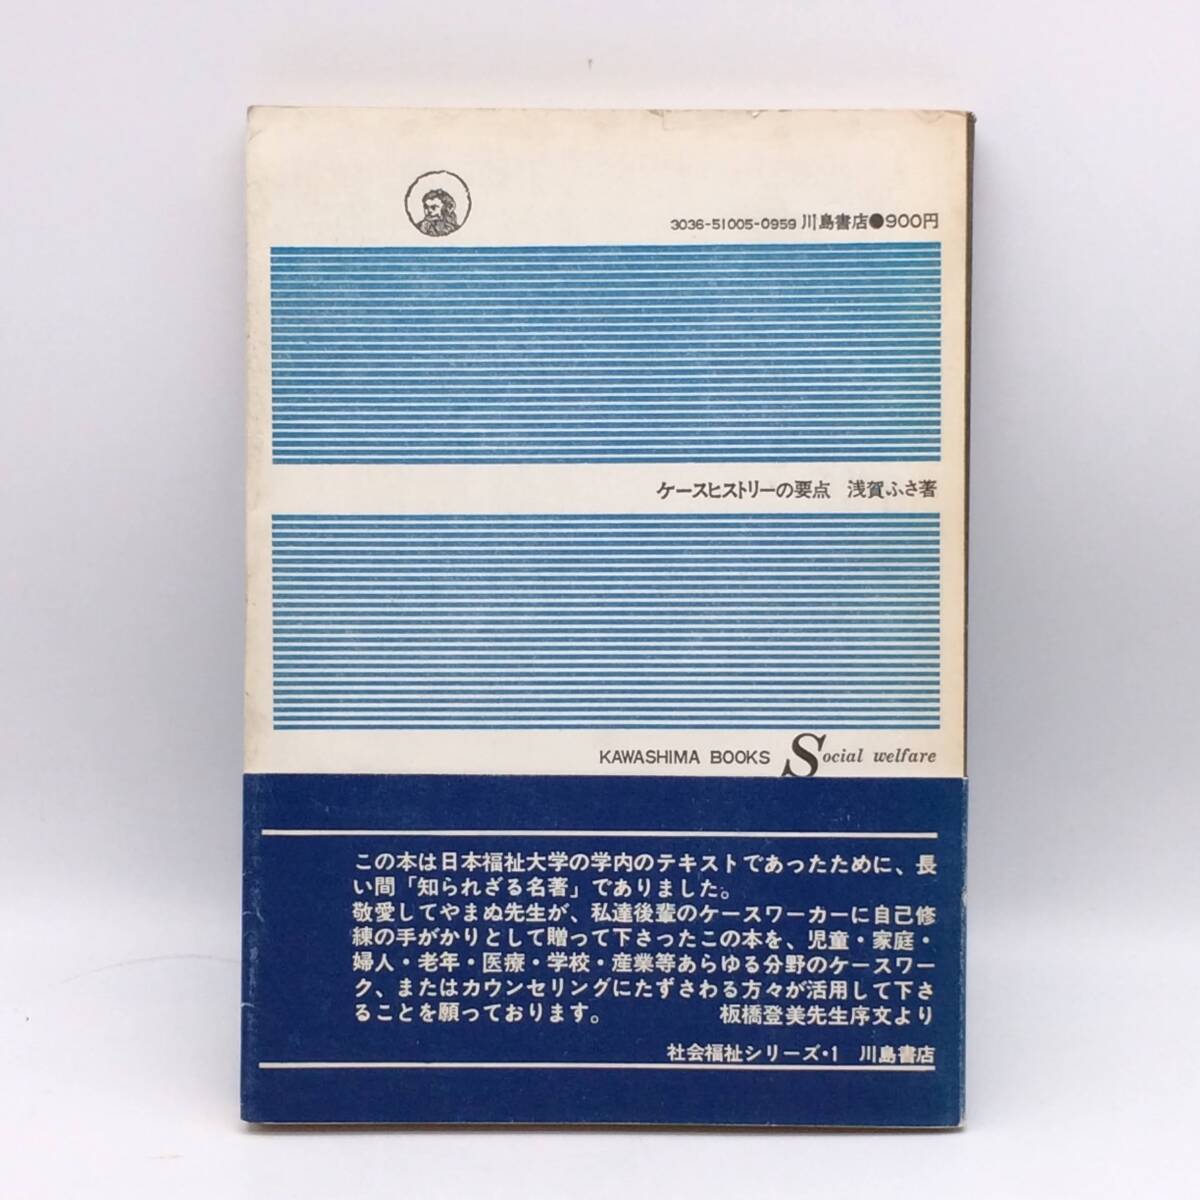 3036-51005-0959 川島書店●900円
ケースヒストリーの要点 浅賀ふさ著
KAWASHIMA BOOKS Social welfare
この本は日本福祉大学の学内のテキストであったために、長
い間「知られざる名著」でありました。
敬愛してやまぬ先生が、私達後輩のケースワーカーに自己修
練の手がかりとして贈って下さったこの本を、児童・家庭・
婦人・老年・医療・学校・産業等あらゆる分野のケースワー
ク、またはカウンセリングにたずさわる方々が活用して下さ
ることを願っております。 板橋登美先生序文より
社会福祉シリーズ・1 川島書店